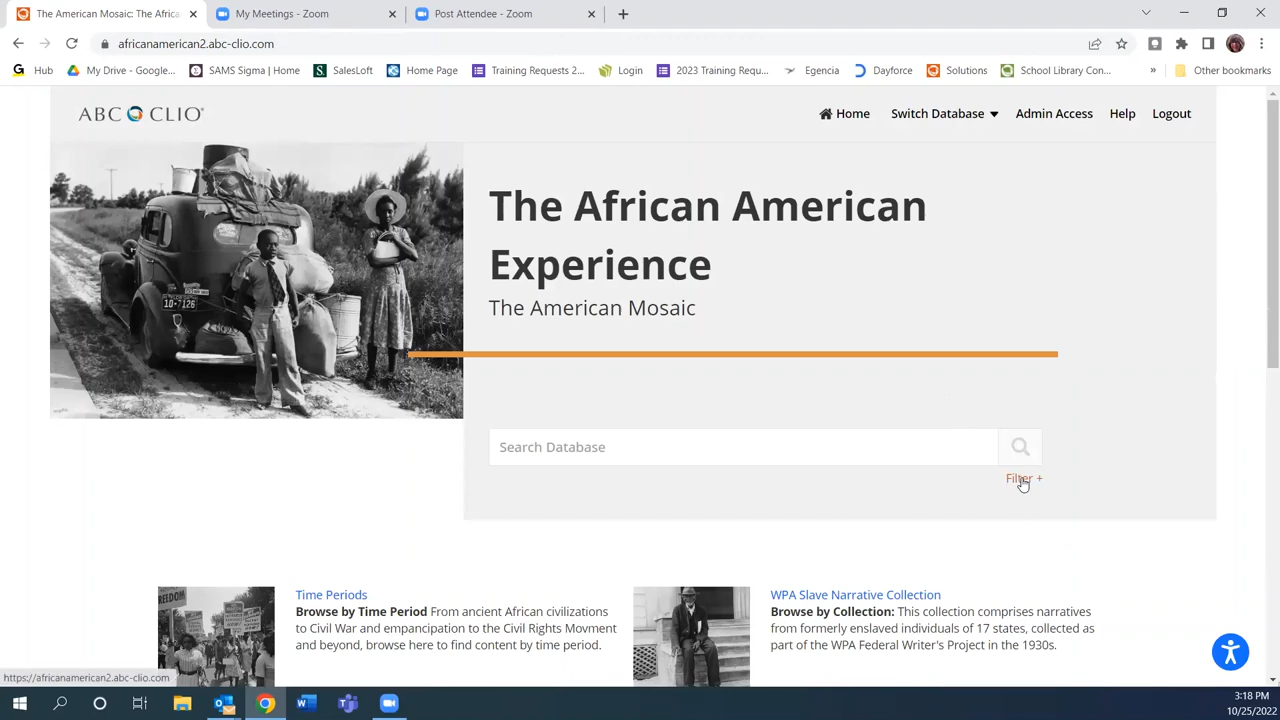 The American Mosaic: The Africa
My Meetings - Zoom
Post Attendee - Zoom
africanamerican2.abc-clio.com
Hub
My Drive - Google...
SAMS Sigma | Home
SalesLoft
Home Page
Training Requests 2...
Login
2023 Training Requ...
Egencia
Dayforce
Solutions
School Library Con...
»
Other bookmarks
ABC CLIO
Home
Switch Database
Admin Access
Help
Logout
10-7126
The African American
Experience
The American Mosaic
Search Database
Filter +
FREEDOM
Time Periods
Browse by Time Period From ancient African civilizations
to Civil War and empancipation to the Civil Rights Movment
and beyond, browse here to find content by time period.
WPA Slave Narrative Collection
Browse by Collection: This collection comprises narratives
from formerly enslaved individuals of 17 states, collected as
part of the WPA Federal Writer's Project in the 1930s.
https://africanamerican2.abc-clio.com
3:18 PM
10/25/2022